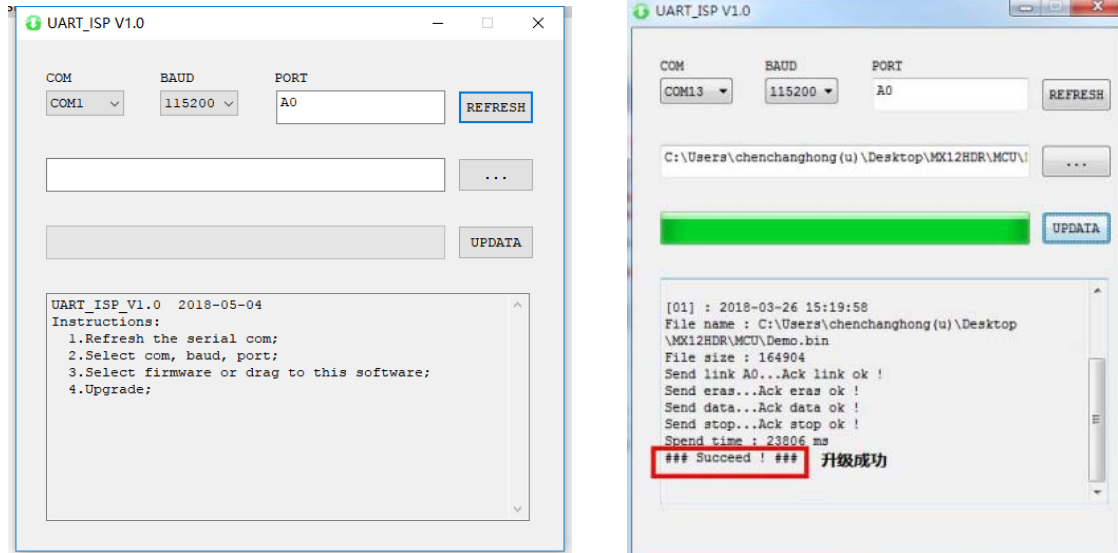 UART_ISP V1.0
COM BAUD PORT
COM1 115200 A0 REFRESH
...
UPDATA
UART_ISP_V1.0 2018-05-04
Instructions:
1.Refresh the serial com;
2.Select com, baud, port;
3.Select firmware or drag to this software;
4.Upgrade;
UART_ISP V1.0
COM BAUD PORT
COM13 115200 A0 REFRESH
C:\Users\chenchanghong(u)\Desktop\MX12HDR\MCU\ ...
UPDATA
[01] : 2018-03-26 15:19:58
File name : C:\Users\chenchanghong(u)\Desktop
\MX12HDR\MCU\Demo.bin
File size : 164904
Send link A0...Ack link ok !
Send eras...Ack eras ok !
Send data...Ack data ok !
Send stop...Ack stop ok !
Spend time : 23806 ms
### Succeed ! ### 升级成功